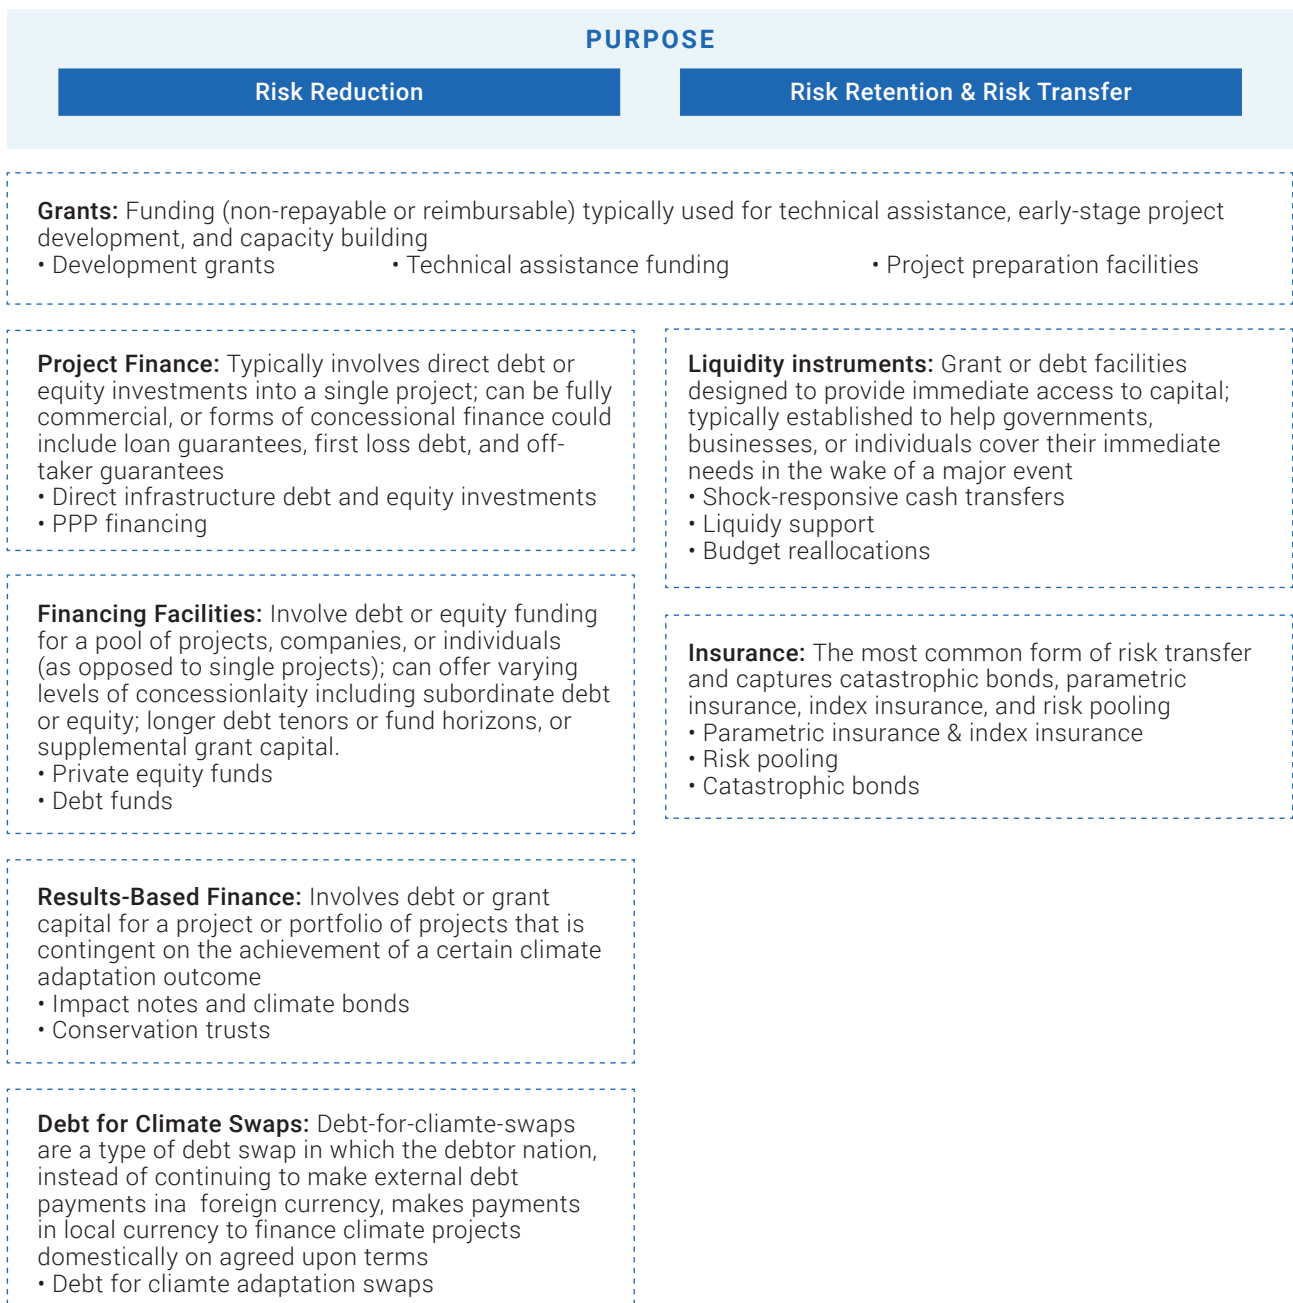 PURPOSE
Risk Reduction
Risk Retention & Risk Transfer
Grants: Funding (non-repayable or reimbursable) typically used for technical assistance, early-stage project
development, and capacity building
• Development grants • Technical assistance funding • Project preparation facilities
Project Finance: Typically involves direct debt or
equity investments into a single project; can be fully
commercial, or forms of concessional finance could
include loan guarantees, first loss debt, and off-
taker guarantees
• Direct infrastructure debt and equity investments
• PPP financing
Financing Facilities: Involve debt or equity funding
for a pool of projects, companies, or individuals
(as opposed to single projects); can offer varying
levels of concessionlaity including subordinate debt
or equity; longer debt tenors or fund horizons, or
supplemental grant capital.
• Private equity funds
• Debt funds
Results-Based Finance: Involves debt or grant
capital for a project or portfolio of projects that is
contingent on the achievement of a certain climate
adaptation outcome
• Impact notes and climate bonds
• Conservation trusts
Debt for Climate Swaps: Debt-for-cliamte-swaps
are a type of debt swap in which the debtor nation,
instead of continuing to make external debt
payments ina  foreign currency, makes payments
in local currency to finance climate projects
domestically on agreed upon terms
• Debt for cliamte adaptation swaps
Liquidity instruments: Grant or debt facilities
designed to provide immediate access to capital;
typically established to help governments,
businesses, or individuals cover their immediate
needs in the wake of a major event
• Shock-responsive cash transfers
• Liquidy support
• Budget reallocations
Insurance: The most common form of risk transfer
and captures catastrophic bonds, parametric
insurance, index insurance, and risk pooling
• Parametric insurance & index insurance
• Risk pooling
• Catastrophic bonds